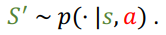 S′ ~ p(· |s, a) .